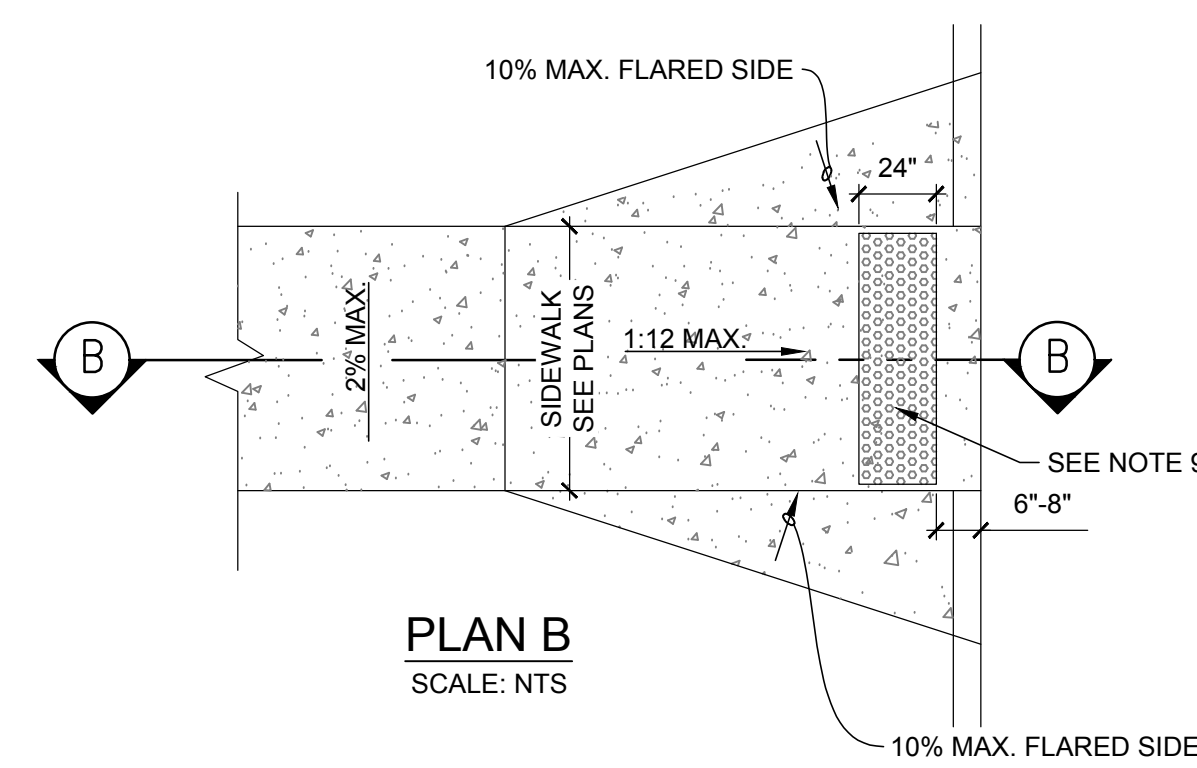 10% MAX. FLARED SIDE
24"
B
2% MAX.
SIDEWALK
SEE PLANS
1:12 MAX.
B
SEE NOTE 9
6"-8"
PLAN B
SCALE: NTS
10% MAX. FLARED SIDE